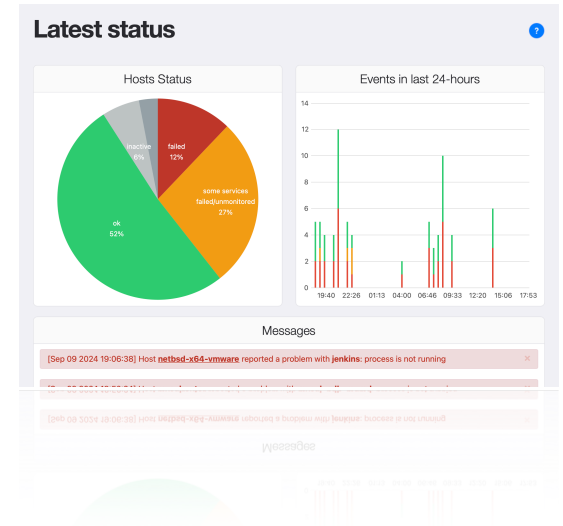 Latest status
?
Hosts Status
inactive
6%
failed
12%
some services
failed/unmonitored
27%
ok
52%
Events in last 24-hours
14
12
10
8
6
4
2
0
19:40 22:26 01:13 04:00 06:46 09:33 12:20 15:06 17:53
Messages
[Sep 09 2024 19:06:38] Host netbsd-x64-vmware reported a problem with jenkins: process is not running ×